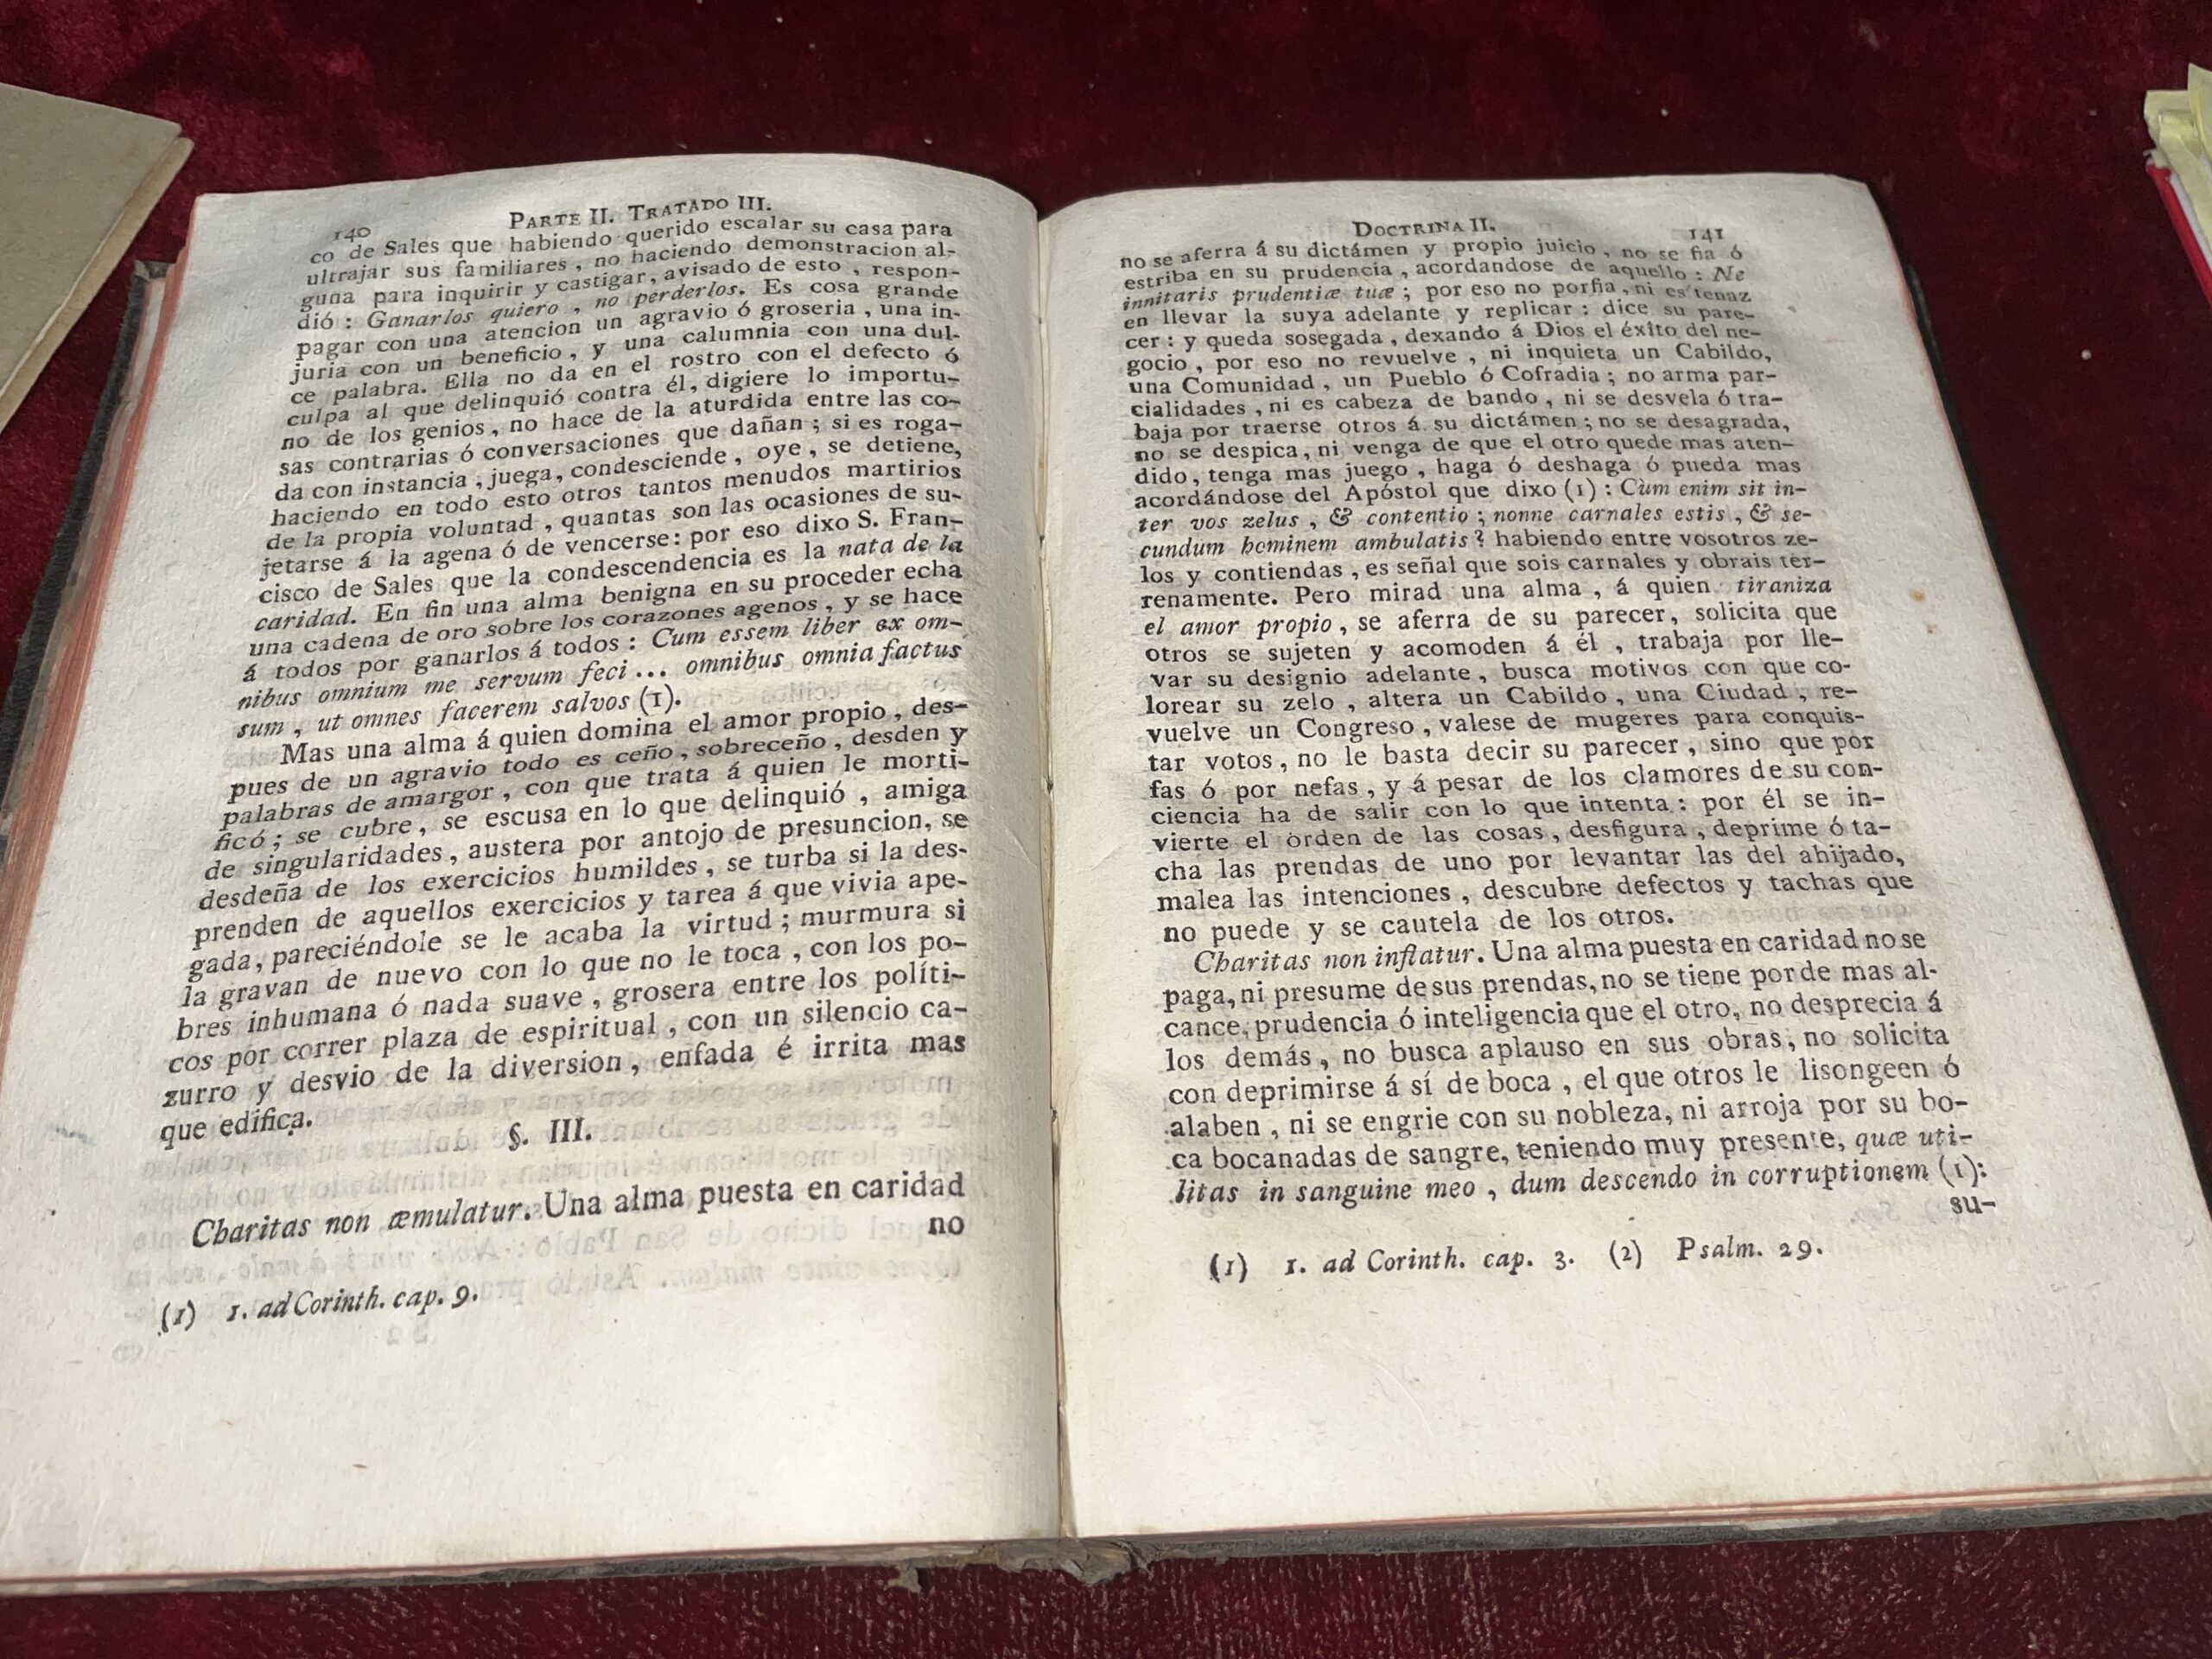 140 PARTE II. TRATADO III.
co de Sales que habiendo querido escalar su casa para
ultrajar sus familiares , no haciendo demonstracion al-
guna para inquirir y castigar, avisado de esto , respon-
dió : Ganarlos quiero , no perderlos. Es cosa grande
pagar con una atencion un agravio ó groseria , una in-
juria con un beneficio , y una calumnia con una dul-
ce palabra. Ella no da en el rostro con el defecto ó
culpa al que delinquió contra él, digiere lo importu-
no de los genios , no hace de la aturdida entre las co-
sas contrarias ó conversaciones que dañan ; si es roga-
da con instancia , juega , condesciende , oye , se detiene,
haciendo en todo esto otros tantos menudos martirios
de la propia voluntad , quantas son las ocasiones de su-
jetarse á la agena ó de vencerse: por eso dixo S. Fran-
cisco de Sales que la condescendencia es la nata de la
caridad. En fin una alma benigna en su proceder echa
una cadena de oro sobre los corazones agenos , y se hace
á todos por ganarlos á todos : Cum essem liber ex om-
nibus omnium me servum feci ... omnibus omnia factus
sum , ut omnes facerem salvos (1).
Mas una alma á quien domina el amor propio , des-
pues de un agravio todo es ceño , sobreceño , desden y
palabras de amargor , con que trata á quien le morti-
ficó ; se cubre , se escusa en lo que delinquió , amiga
de singularidades , austera por antojo de presuncion, se
desdeña de los exercicios humildes , se turba si la des-
prenden de aquellos exercicios y tarea á que vivia ape-
gada, pareciéndole se le acaba la virtud ; murmura si
la gravan de nuevo con lo que no le toca , con los po-
bres inhumana ó nada suave , grosera entre los políti-
cos por correr plaza de espiritual , con un silencio ca-
zurro y desvio de la diversion , enfada é irrita mas
que edifica.
§. III.
Charitas non æmulatur. Una alma puesta en caridad
no
(1) 1. ad Corinth. cap. 9.
DOCTRINA II. 141
no se aferra á su dictámen y propio juicio , no se fia ó
estriba en su prudencia , acordandose de aquello : Ne
innitaris prudentiæ tuæ ; por eso no porfia , ni es tenaz
en llevar la suya adelante y replicar : dice su pare-
cer : y queda sosegada , dexando á Dios el éxîto del ne-
gocio , por eso no revuelve , ni inquieta un Cabildo,
una Comunidad , un Pueblo ó Cofradia ; no arma par-
cialidades , ni es cabeza de bando , ni se desvela ó tra-
baja por traerse otros á su dictámen ; no se desagrada,
no se despica , ni venga de que el otro quede mas aten-
dido, tenga mas juego , haga ó deshaga ó pueda mas
acordándose del Apóstol que dixo (1) : Cùm enim sit in-
ter vos zelus , & contentio ; nonne carnales estis , & se-
cundum hominem ambulatis? habiendo entre vosotros ze-
los y contiendas , es señal que sois carnales y obrais ter-
renamente. Pero mirad una alma , á quien tiraniza
el amor propio , se aferra de su parecer, solicita que
otros se sujeten y acomoden á él , trabaja por lle-
var su designio adelante , busca motivos con que co-
lorear su zelo , altera un Cabildo , una Ciudad , re-
vuelve un Congreso , valese de mugeres para conquis-
tar votos , no le basta decir su parecer , sino que por
fas ó por nefas , y á pesar de los clamores de su con-
ciencia ha de salir con lo que intenta : por él se in-
vierte el orden de las cosas , desfigura , deprime ó ta-
cha las prendas de uno por levantar las del ahijado,
malea las intenciones , descubre defectos y tachas que
no puede y se cautela de los otros.
Charitas non inflatur. Una alma puesta en caridad no se
paga, ni presume de sus prendas, no se tiene por de mas al-
cance, prudencia ó inteligencia que el otro, no desprecia á
los demás , no busca aplauso en sus obras, no solicita
con deprimirse á sí de boca , el que otros le lisongeen ó
alaben , ni se engrie con su nobleza, ni arroja por su bo-
ca bocanadas de sangre, teniendo muy presente, quæ uti-
litas in sanguine meo , dum descendo in corruptionem (1):
su-
(1) 1. ad Corinth. cap. 3. (2) Psalm. 29.